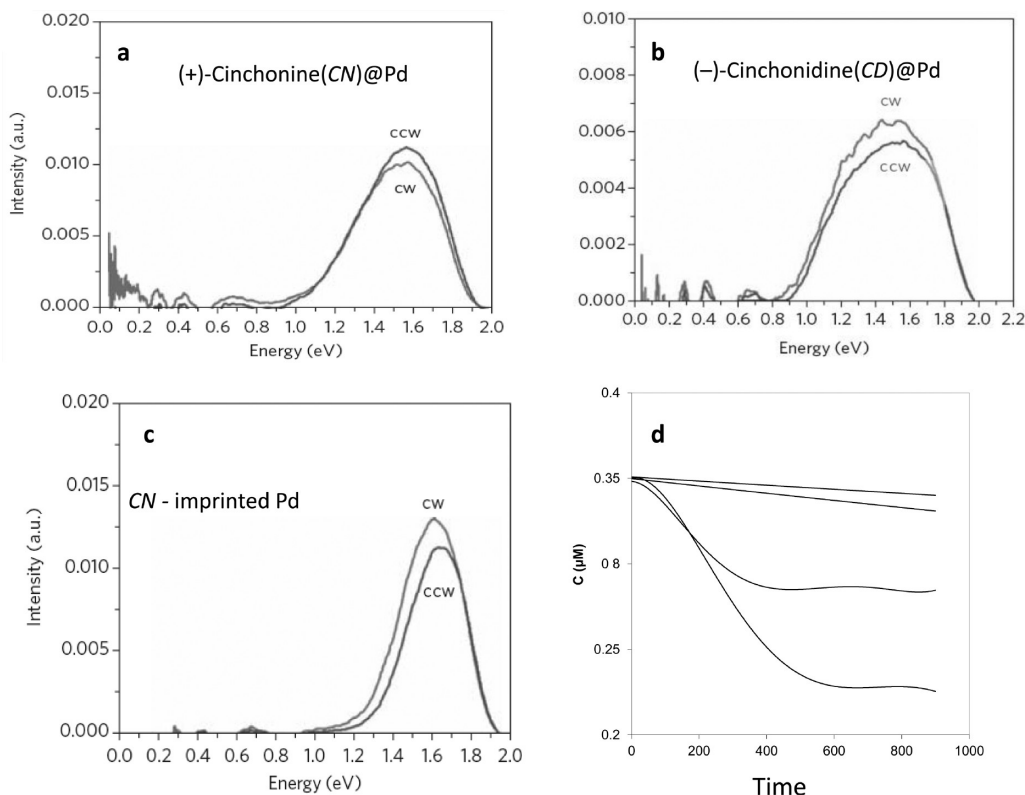 a
(+)-Cinchonine(CN)@Pd
ccw
cw
0.020
0.015
0.010
0.005
0.000
Intensity (a.u.)
0.0 0.2 0.4 0.6 0.8 1.0 1.2 1.4 1.6 1.8 2.0
Energy (eV)
b
(–)-Cinchonidine(CD)@Pd
cw
ccw
0.010
0.008
0.006
0.004
0.002
0.000
0.0 0.2 0.4 0.6 0.8 1.0 1.2 1.4 1.6 1.8 2.0 2.2
Energy (eV)
c
CN - imprinted Pd
cw
ccw
0.020
0.015
0.010
0.005
0.000
Intensity (a.u.)
0.0 0.2 0.4 0.6 0.8 1.0 1.2 1.4 1.6 1.8 2.0
Energy (eV)
d
0.4
0.35
0 8
0.25
0.2
C (µM)
0 200 400 600 800 1000
Time